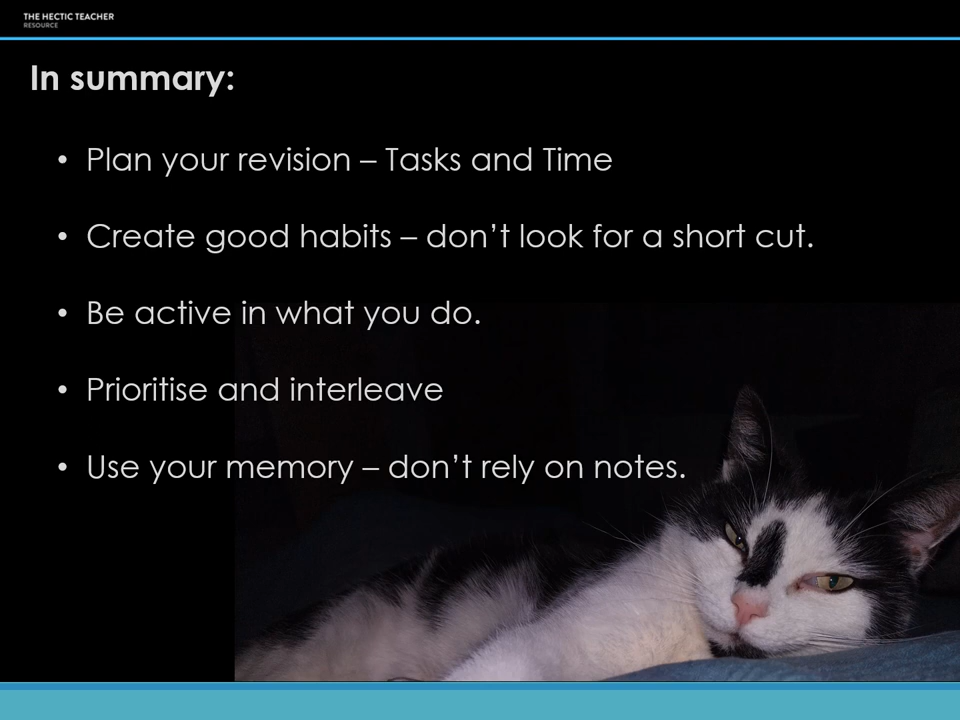 THE HECTIC TEACHER
RESOURCE
In summary:
• Plan your revision – Tasks and Time
• Create good habits – don’t look for a short cut.
• Be active in what you do.
• Prioritise and interleave
• Use your memory – don’t rely on notes.